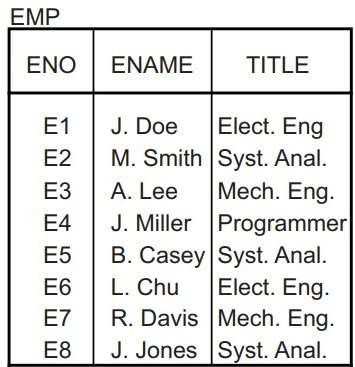 EMP
ENO ENAME TITLE
E1 J. Doe Elect. Eng
E2 M. Smith Syst. Anal.
E3 A. Lee Mech. Eng.
E4 J. Miller Programmer
E5 B. Casey Syst. Anal.
E6 L. Chu Elect. Eng.
E7 R. Davis Mech. Eng.
E8 J. Jones Syst. Anal.